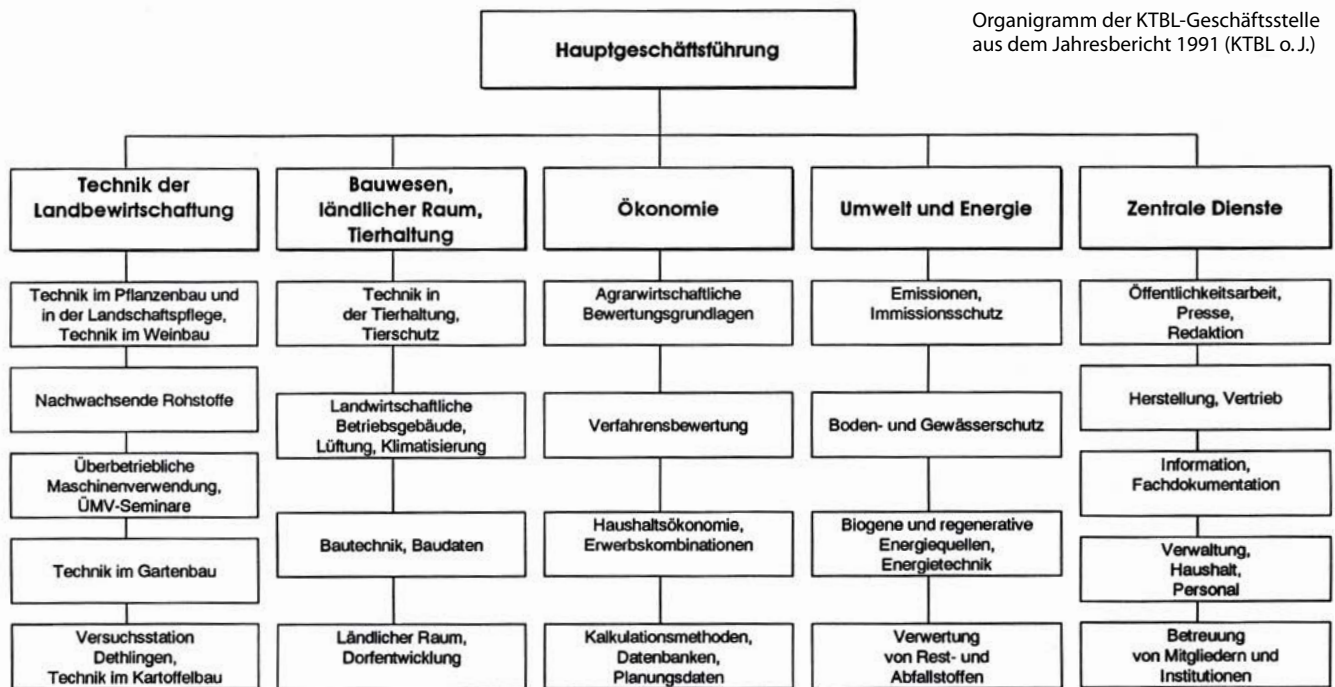 Organigramm der KTBL-Geschäftsstelle
aus dem Jahresbericht 1991 (KTBL o. J.)
Hauptgeschäftsführung
Technik der
Landbewirtschaftung
Technik im Pflanzenbau und
in der Landschaftspflege,
Technik im Weinbau
Nachwachsende Rohstoffe
Überbetriebliche
Maschinenverwendung,
ÜMV-Seminare
Technik im Gartenbau
Versuchsstation
Dethlingen,
Technik im Kartoffelbau
Bauwesen,
ländlicher Raum,
Tierhaltung
Technik in
der Tierhaltung,
Tierschutz
Landwirtschaftliche
Betriebsgebäude,
Lüftung, Klimatisierung
Bautechnik, Baudaten
Ländlicher Raum,
Dorfentwicklung
Ökonomie
Agrarwirtschaftliche
Bewertungsgrundlagen
Verfahrensbewertung
Haushaltsökonomie,
Erwerbskombinationen
Kalkulationsmethoden,
Datenbanken,
Planungsdaten
Umwelt und Energie
Emissionen,
Immissionsschutz
Boden- und Gewässerschutz
Biogene und regenerative
Energiequellen,
Energietechnik
Verwertung
von Rest- und
Abfallstoffen
Zentrale Dienste
Öffentlichkeitsarbeit,
Presse,
Redaktion
Herstellung, Vertrieb
Information,
Fachdokumentation
Verwaltung,
Haushalt,
Personal
Betreuung
von Mitgliedern und
Institutionen